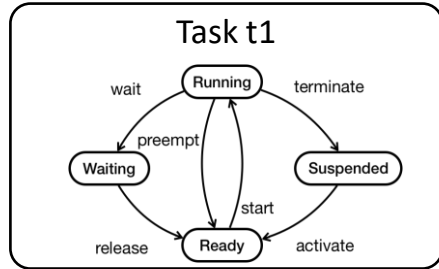 Task t1
Running
wait
terminate
preempt
Waiting
Suspended
start
release
Ready
activate